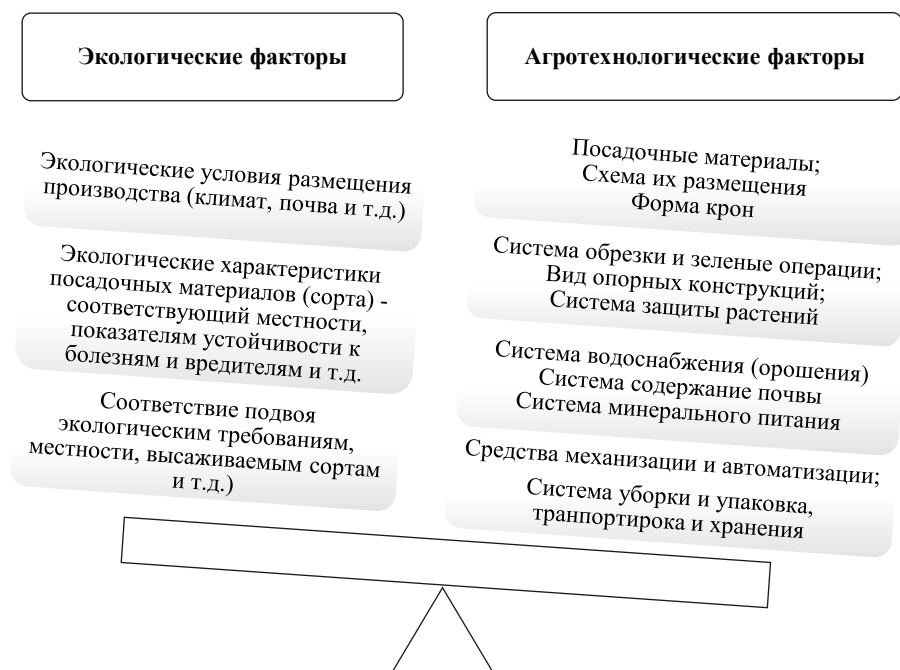 Экологические факторы
Экологические условия размещения
производства (климат, почва и т.д.)
Экологические характеристики
посадочных материалов (сорта) -
соответствующий местности,
показателям устойчивости к
болезням и вредителям и т.д.
Соответствие подвоя
экологическим требованиям,
местности, высаживаемым сортам
и т.д.)
Агротехнологические факторы
Посадочные материалы;
Схема их размещения
Форма крон
Система обрезки и зеленые операции;
Вид опорных конструкций;
Система защиты растений
Система водоснабжения (орошения)
Система содержание почвы
Система минерального питания
Средства механизации и автоматизации;
Система уборки и упаковка,
транпортирока и хранения